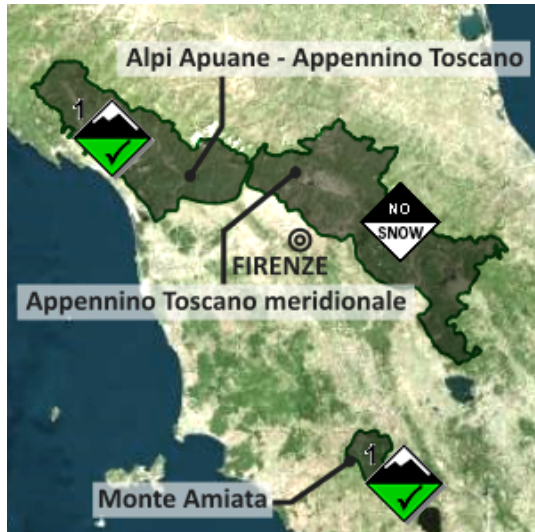 Alpi Apuane - Appennino Toscano
1
NO
SNOW
FIRENZE
Appennino Toscano meridionale
1
Monte Amiata